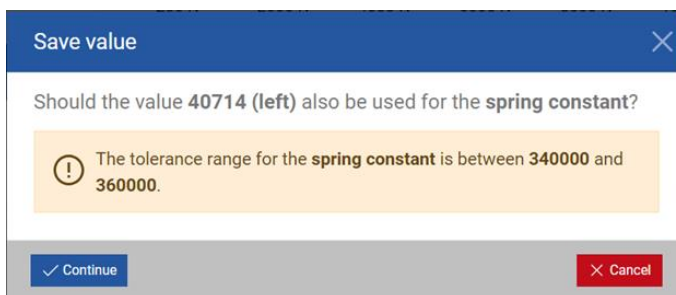 Save value
Should the value 40714 (left) also be used for the spring constant?
The tolerance range for the spring constant is between 340000 and
360000.
Continue
Cancel